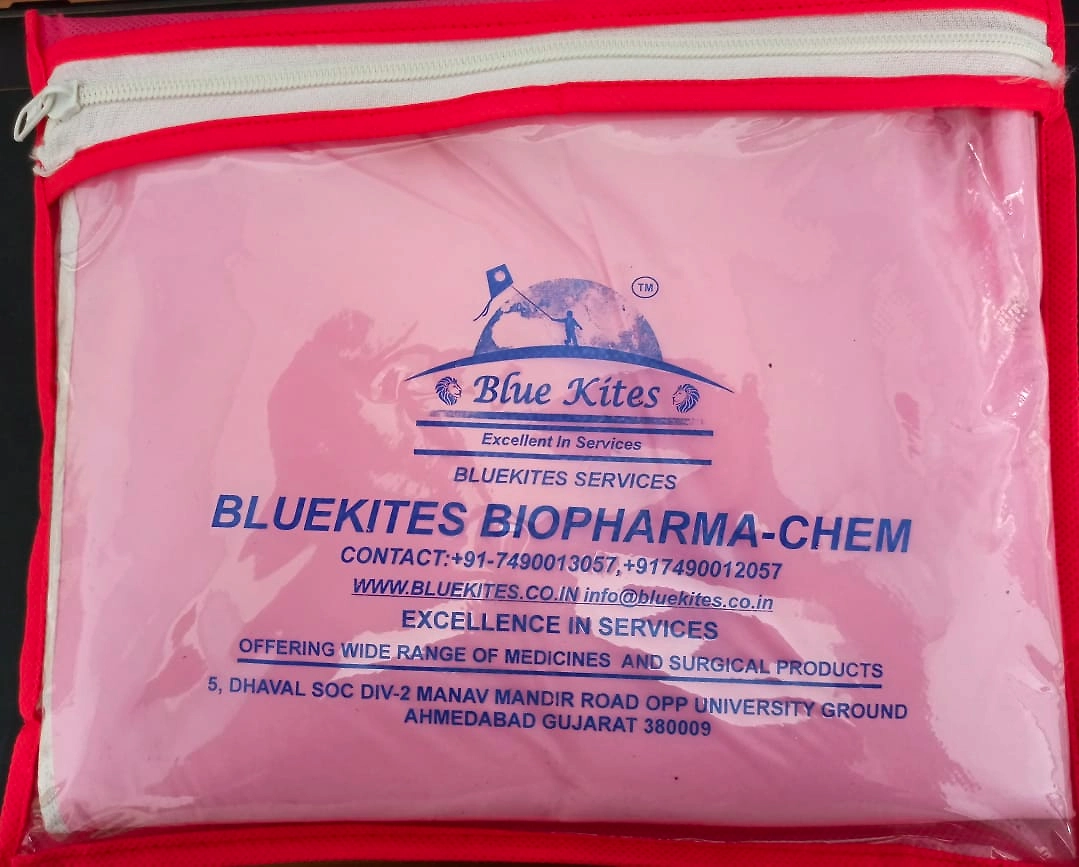 TM
Blue Kites
Excellent In Services
BLUEKITES SERVICES
BLUEKITES BIOPHARMA-CHEM
CONTACT:+91-7490013057,+917490012057
WWW.BLUEKITES.CO.IN info@bluekites.co.in
EXCELLENCE IN SERVICES
OFFERING WIDE RANGE OF MEDICINES AND SURGICAL PRODUCTS
5, DHAVAL SOC DIV-2 MANAV MANDIR ROAD OPP UNIVERSITY GROUND
AHMEDABAD GUJARAT 380009